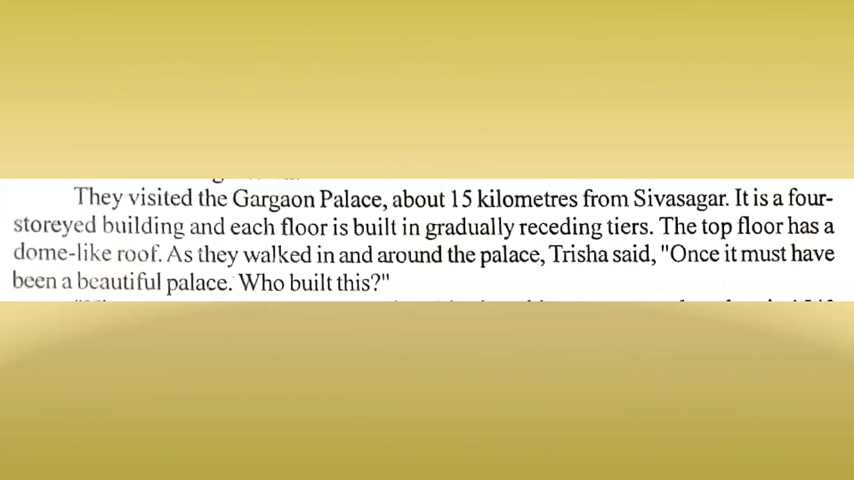 They visited the Gargaon Palace, about 15 kilometres from Sivasagar. It is a four-
storeyed building and each floor is built in gradually receding tiers. The top floor has a
dome-like roof. As they walked in and around the palace, Trisha said, "Once it must have
been a beautiful palace. Who built this?"